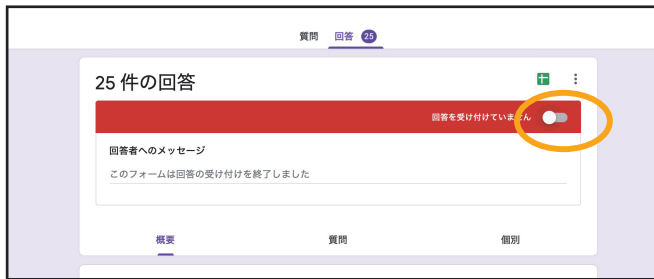 質問 回答 25
25 件の回答
回答を受け付けていません
回答者へのメッセージ
このフォームは回答の受け付けを終了しました
概要 質問 個別